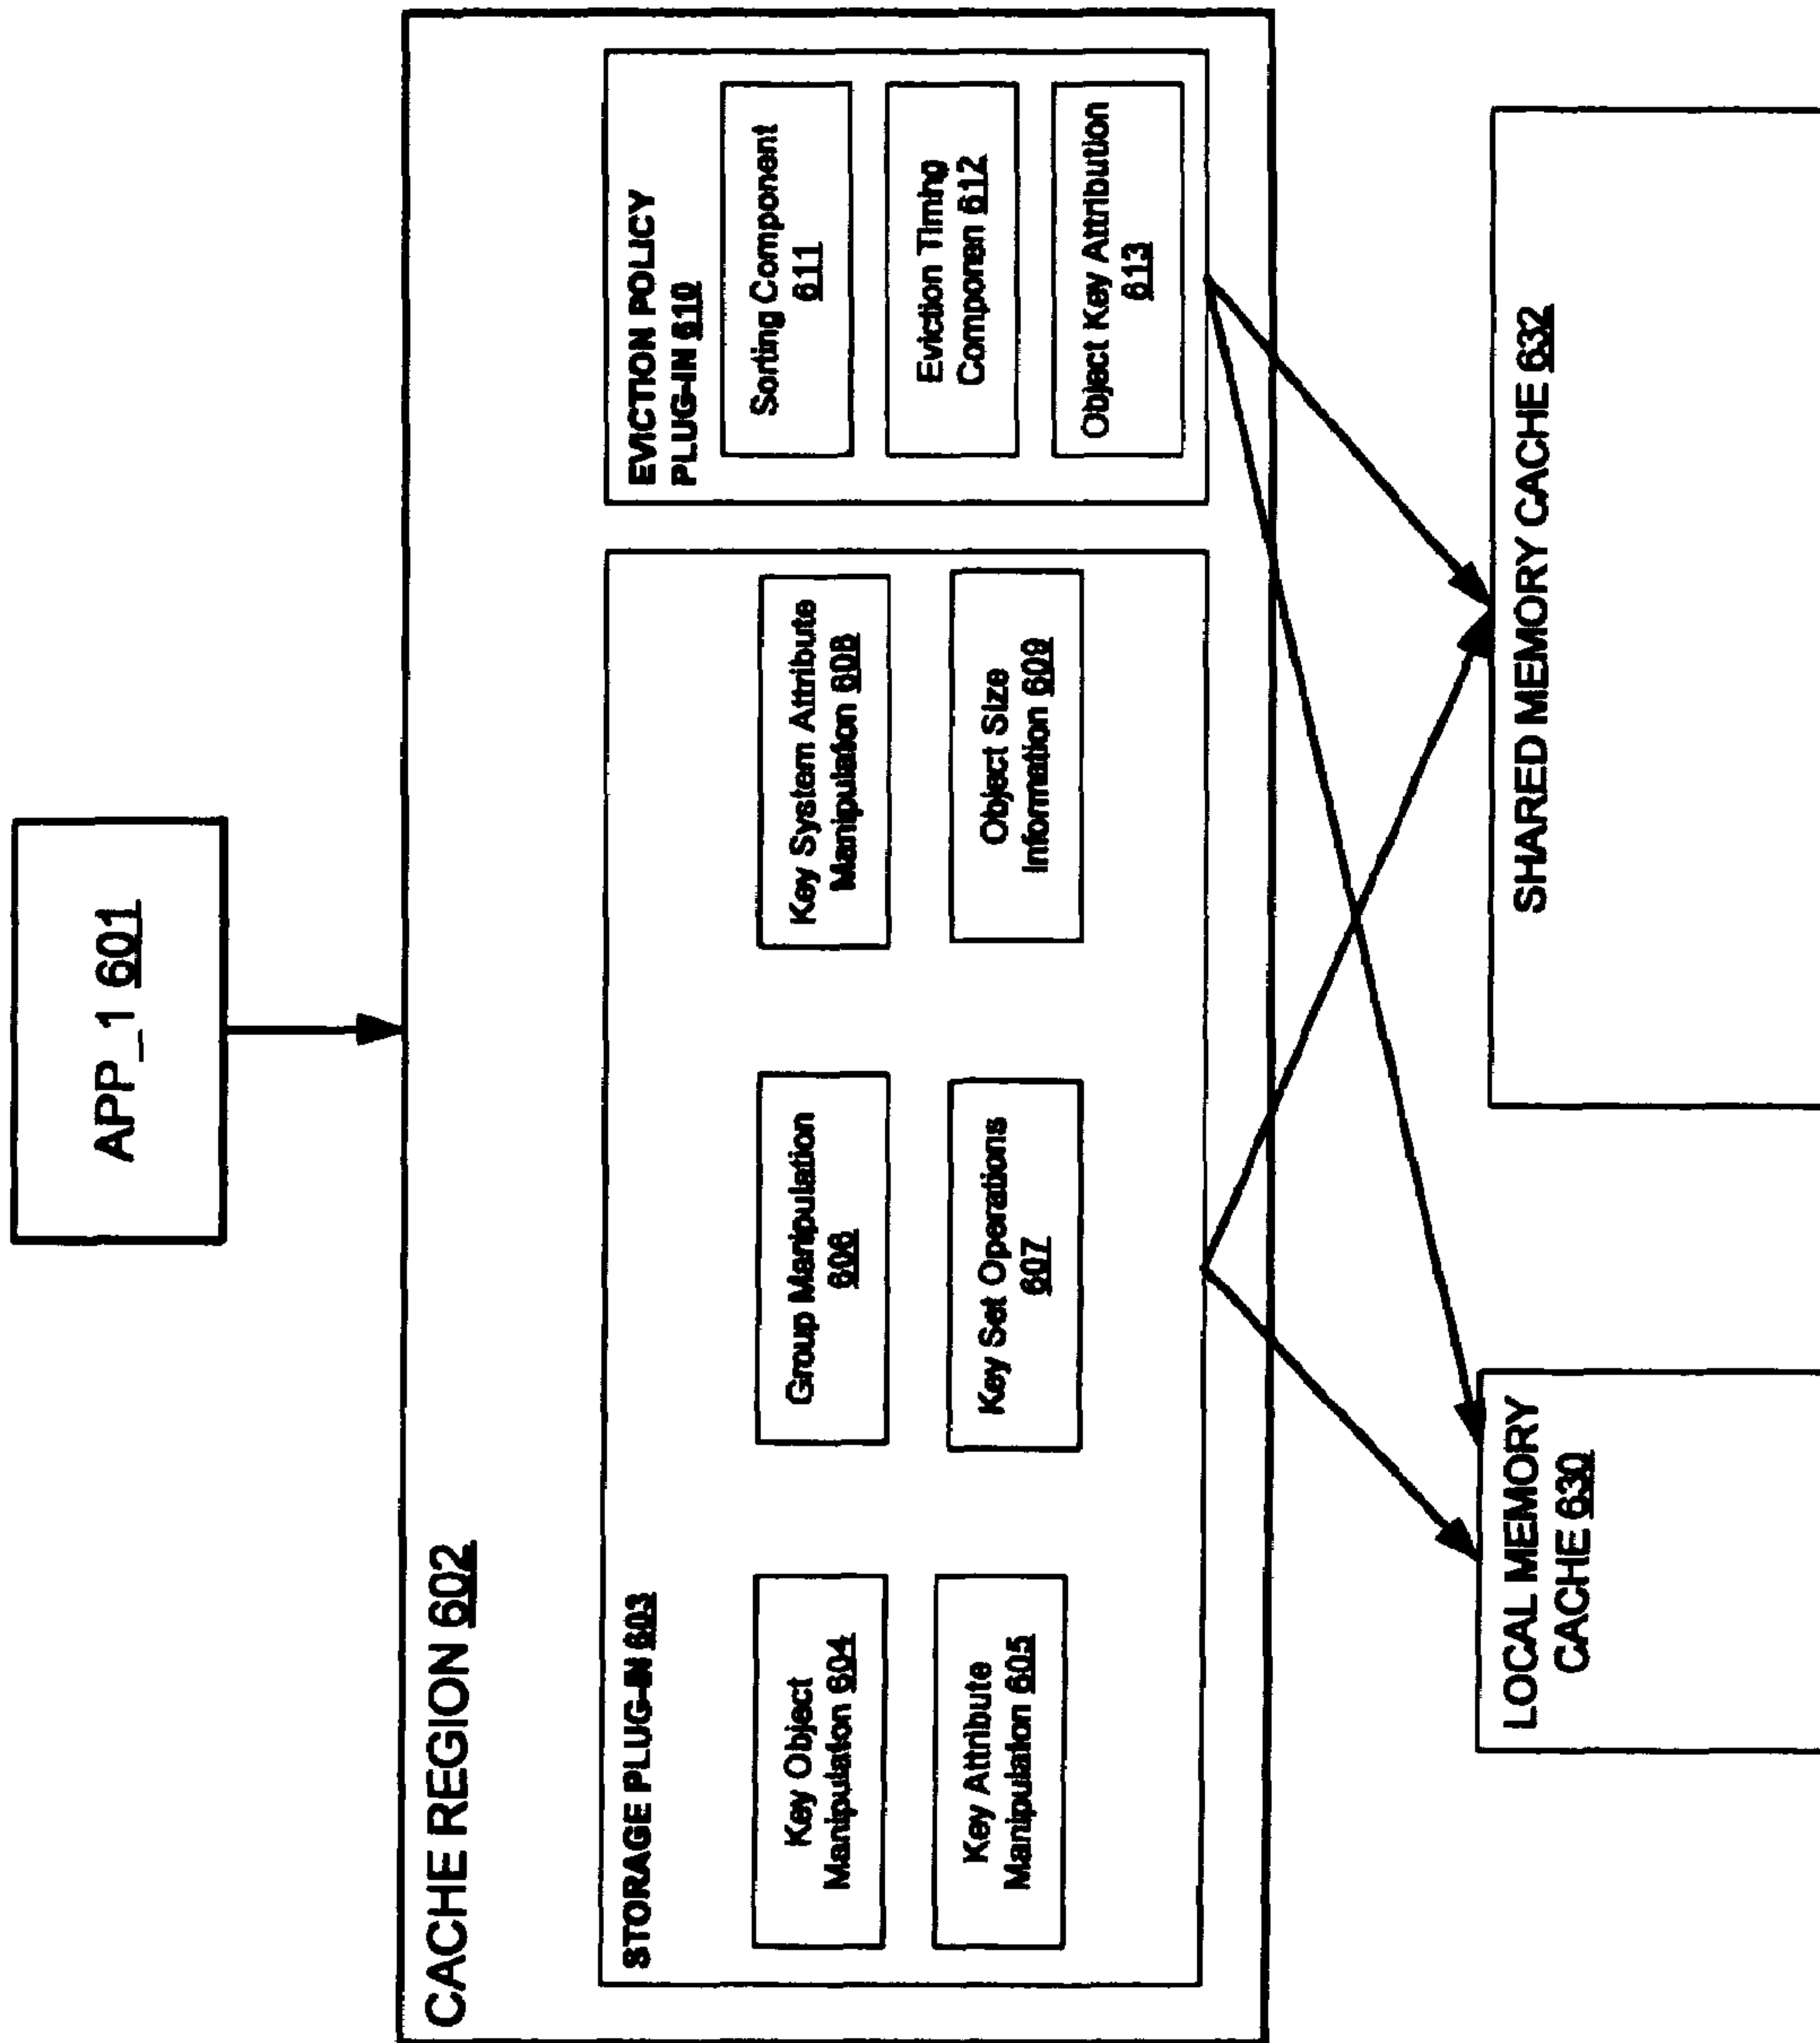 APP_1 601
CACHE REGION 602
STORAGE PLUG-IN 603
Key Object
Manipulation 604
Key Attribute
Manipulaton 605
Group Manipulation
606
Key Set Operations
607
Key System Attribute
Manipulation 608
Object Size
Information 609
EVICTION POLICY
PLUG-IN 610
Sorting Component
611
Eviction Timing
Componen 612
Object Key Attribution
613
LOCAL MEMORY
CACHE 630
SHARED MEMORY CACHE 632